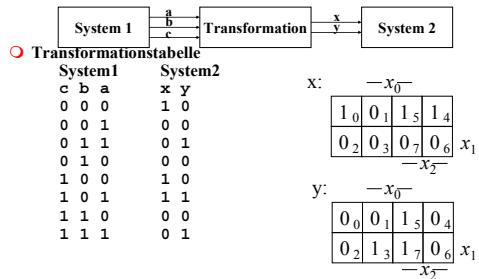 System 1 a b c Transformation x y System 2
Transformationstabelle
System1 System2
c b a x y
0 0 0 1 0
0 0 1 0 0
0 1 1 0 1
0 1 0 0 0
1 0 0 1 0
1 0 1 1 1
1 1 0 0 0
1 1 1 0 1
x: x0
1 0 0 1 1 5 1 4
0 2 0 3 0 7 0 6 x1
x2
y: x0
0 0 0 1 1 5 0 4
0 2 1 3 1 7 0 6 x1
x2